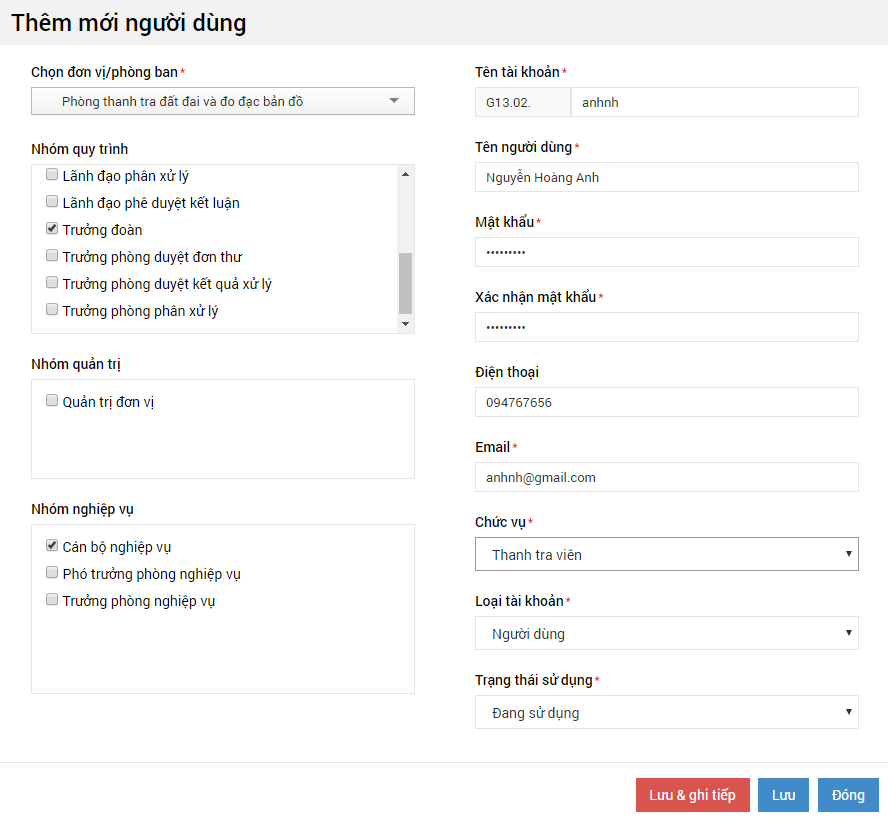 Thêm mới người dùng
Chọn đơn vị/phòng ban*
Phòng thanh tra đất đai và đo đạc bản đồ
Nhóm quy trình
Lãnh đạo phân xử lý
Lãnh đạo phê duyệt kết luận
Trưởng đoàn
Trưởng phòng duyệt đơn thư
Trưởng phòng duyệt kết quả xử lý
Trưởng phòng phân xử lý
Nhóm quản trị
Quản trị đơn vị
Nhóm nghiệp vụ
Cán bộ nghiệp vụ
Phó trưởng phòng nghiệp vụ
Trưởng phòng nghiệp vụ
Tên tài khoản*
G13.02. anhnh
Tên người dùng*
Nguyễn Hoàng Anh
Mật khẩu*
•••••••••
Xác nhận mật khẩu*
•••••••••
Điện thoại
094767656
Email*
anhnh@gmail.com
Chức vụ*
Thanh tra viên
Loại tài khoản*
Người dùng
Trạng thái sử dụng*
Đang sử dụng
Lưu & ghi tiếp Lưu Đóng